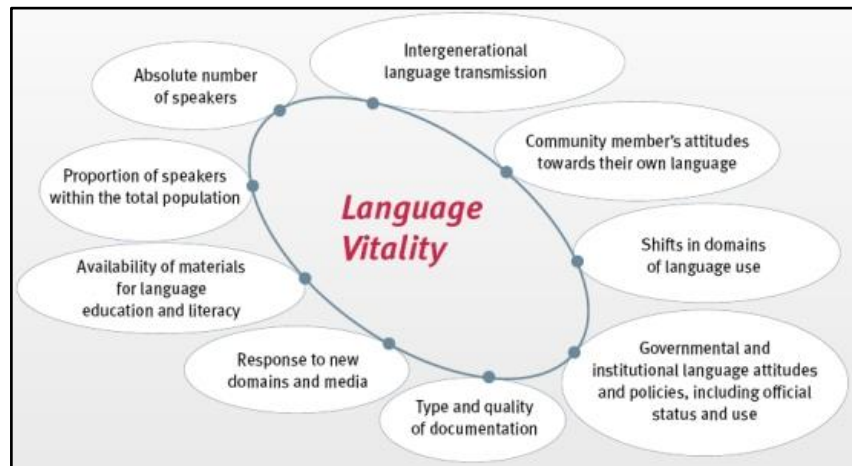 Intergenerational
language transmission
Absolute number
of speakers
Community member's attitudes
towards their own language
Proportion of speakers
within the total population
Language
Vitality
Shifts in domains
of language use
Availability of materials
for language
education and literacy
Response to new
domains and media
Governmental and
institutional language attitudes
and policies, including official
status and use
Type and quality
of documentation